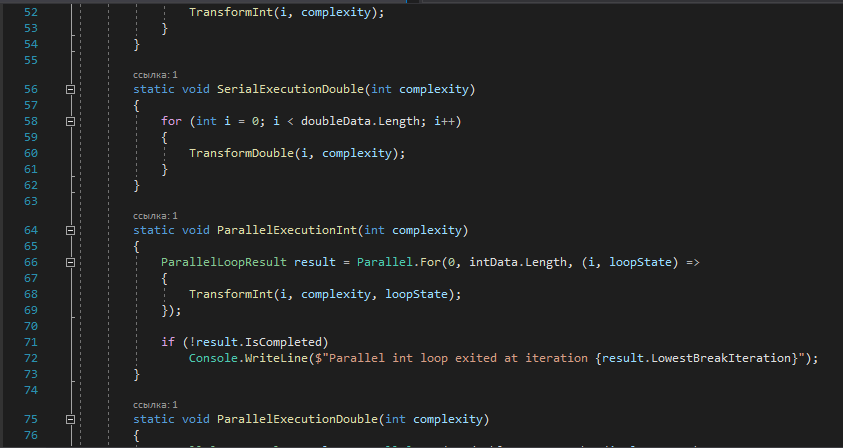 52 TransformInt(i, complexity);
53 }
54 }
55
ссылка: 1
56 static void SerialExecutionDouble(int complexity)
57 {
58 for (int i = 0; i < doubleData.Length; i++)
59 {
60 TransformDouble(i, complexity);
61 }
62 }
63
ссылка: 1
64 static void ParallelExecutionInt(int complexity)
65 {
66 ParallelLoopResult result = Parallel.For(0, intData.Length, (i, loopState) =>
67 {
68 TransformInt(i, complexity, loopState);
69 });
70
71 if (!result.IsCompleted)
72 Console.WriteLine($"Parallel int loop exited at iteration {result.LowestBreakIteration}");
73 }
74
ссылка: 1
75 static void ParallelExecutionDouble(int complexity)
76 {